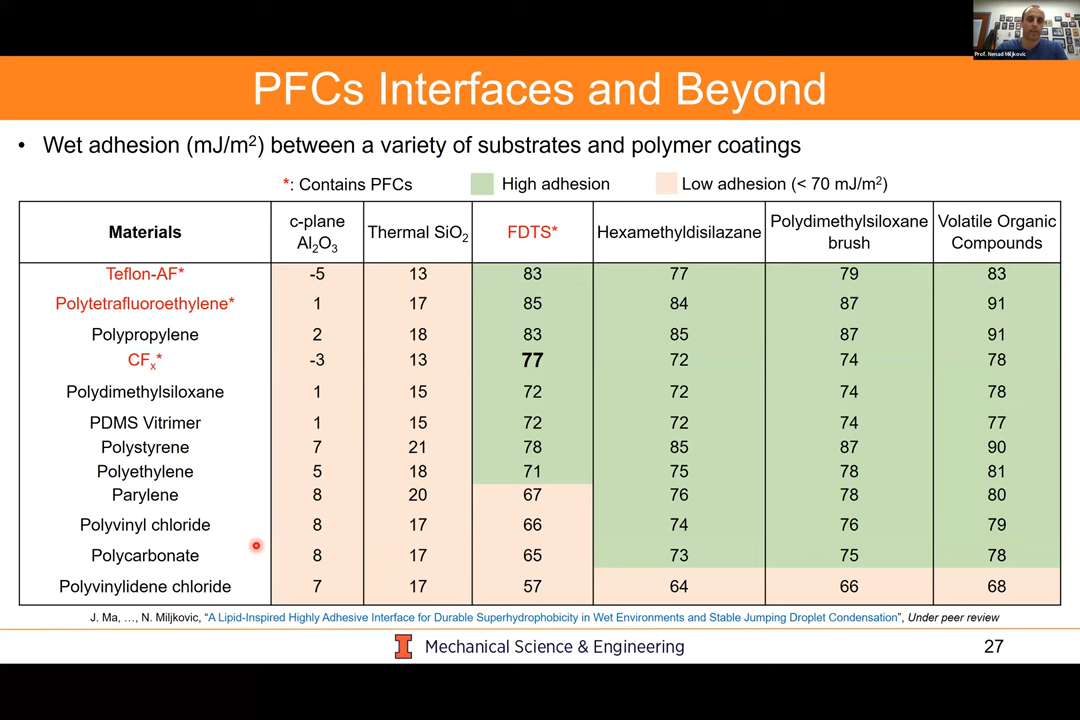 Prof. Nenad Miljkovic
PFCs Interfaces and Beyond
• Wet adhesion (mJ/m²) between a variety of substrates and polymer coatings
*: Contains PFCs High adhesion Low adhesion (< 70 mJ/m²)
Materials c-plane Al₂O₃ Thermal SiO₂ FDTS* Hexamethyldisilazane Polydimethylsiloxane brush Volatile Organic Compounds
Teflon-AF* -5 13 83 77 79 83
Polytetrafluoroethylene* 1 17 85 84 87 91
Polypropylene 2 18 83 85 87 91
CFₓ* -3 13 77 72 74 78
Polydimethylsiloxane 1 15 72 72 74 78
PDMS Vitrimer 1 15 72 72 74 77
Polystyrene 7 21 78 85 87 90
Polyethylene 5 18 71 75 78 81
Parylene 8 20 67 76 78 80
Polyvinyl chloride 8 17 66 74 76 79
Polycarbonate 8 17 65 73 75 78
Polyvinylidene chloride 7 17 57 64 66 68
J. Ma, …, N. Miljkovic, "A Lipid-Inspired Highly Adhesive Interface for Durable Superhydrophobicity in Wet Environments and Stable Jumping Droplet Condensation", Under peer review
I Mechanical Science & Engineering 27